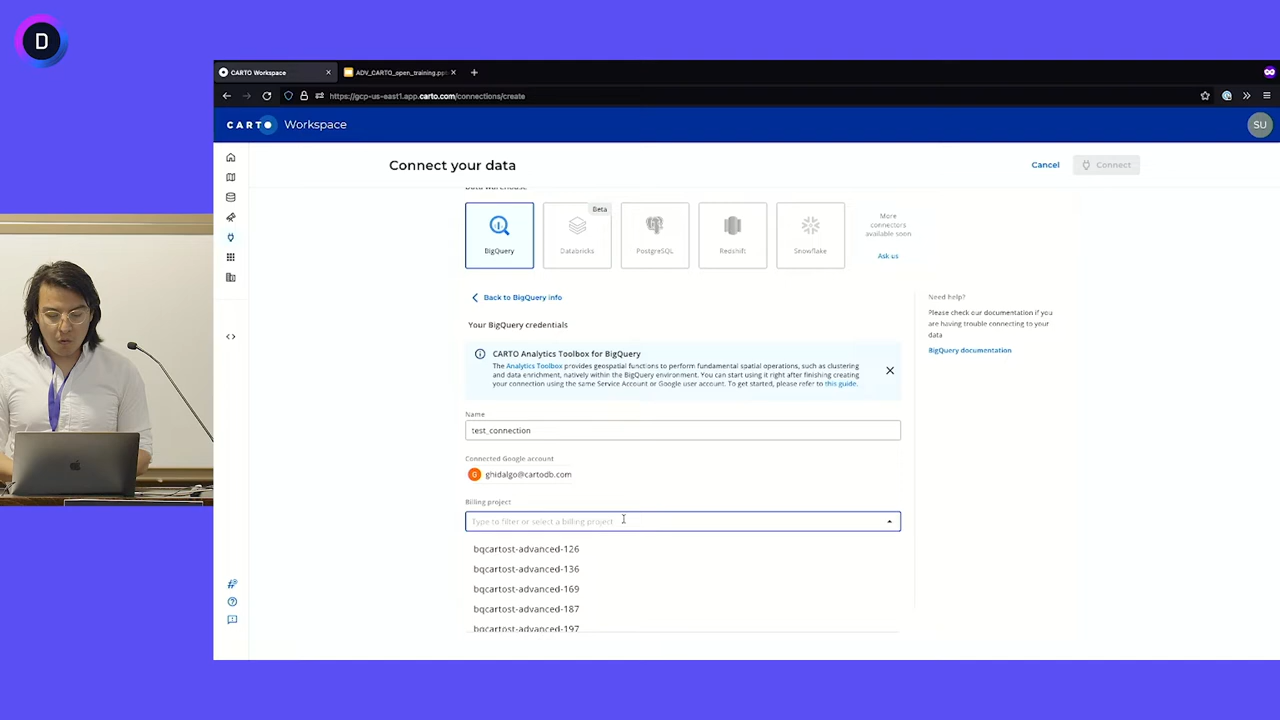 D
CARTO Workspace
ADV_CARTO_open_training.ppt
https://gcp-us-east1.app.carto.com/connections/create
CARTO Workspace
SU
Connect your data
Cancel
Connect
Data warehouse
BigQuery
Beta
Databricks
PostgreSQL
Redshift
Snowflake
More
connectors
available soon
Ask us
Back to BigQuery info
Need help?
Please check our documentation if you
are having trouble connecting to your
data
BigQuery documentation
Your BigQuery credentials
CARTO Analytics Toolbox for BigQuery
The Analytics Toolbox provides geospatial functions to perform fundamental spatial operations, such as clustering
and data enrichment, natively within the BigQuery environment. You can start using it right after finishing creating
your connection using the same Service Account or Google user account. To get started, please refer to this guide.
Name
test_connection
Connected Google account
G ghidalgo@cartodb.com
Billing project
Type to filter or select a billing project
bqcartost-advanced-126
bqcartost-advanced-136
bqcartost-advanced-169
bqcartost-advanced-187
bqcartost-advanced-197